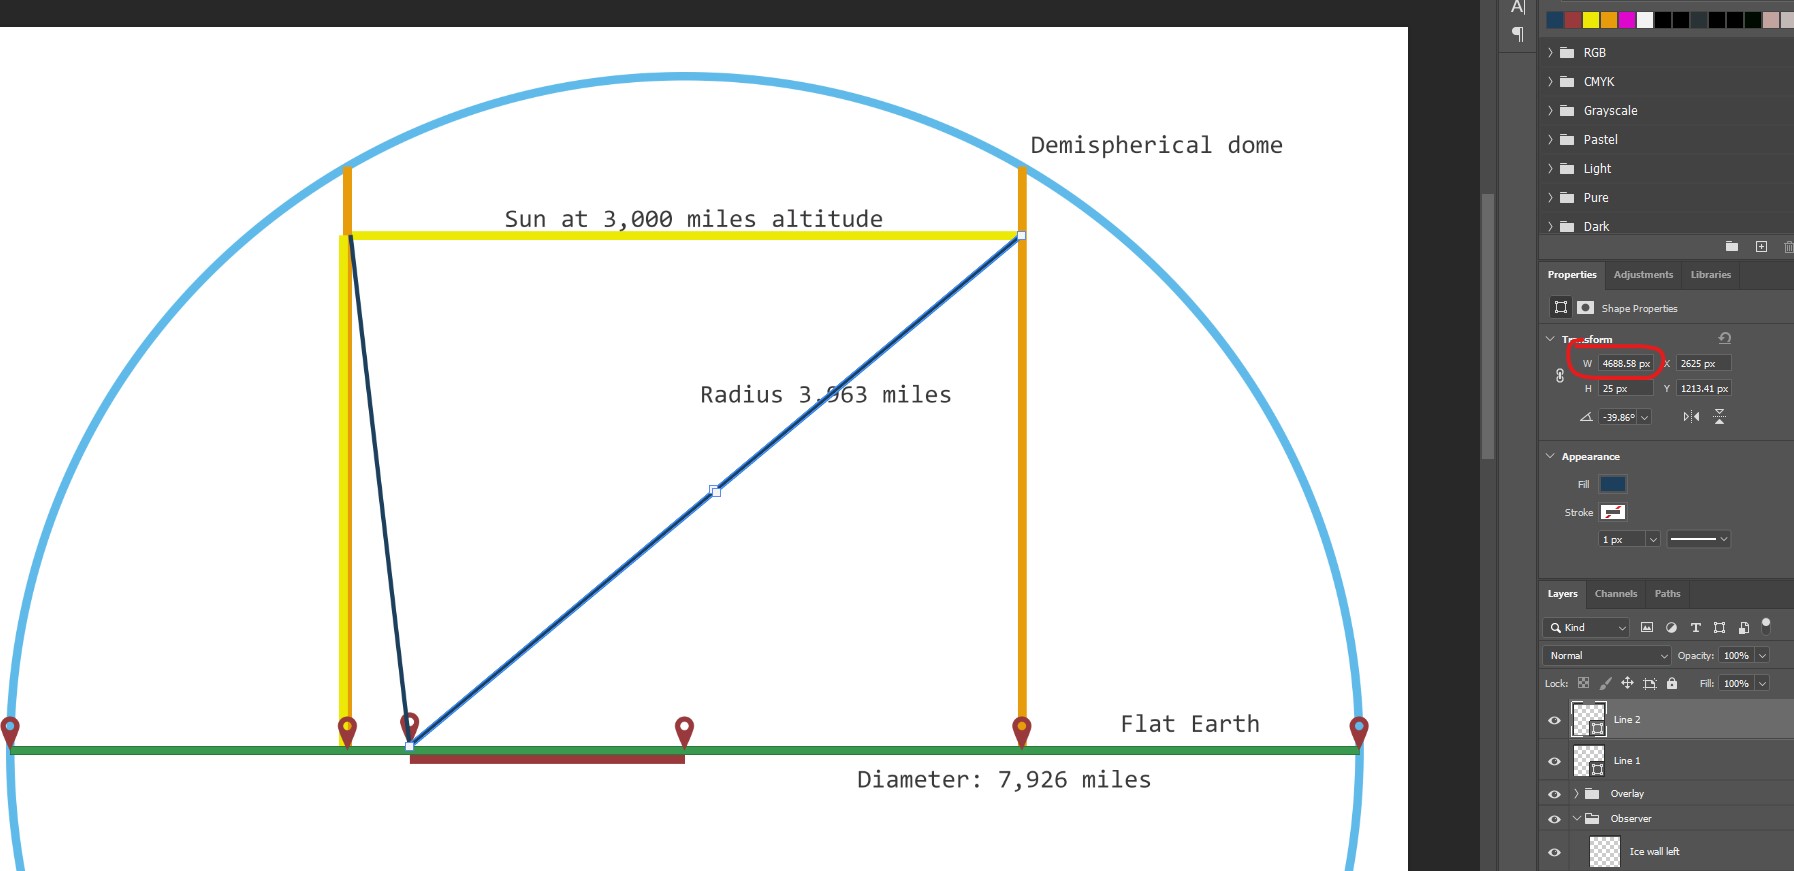 A|
¶
RGB
CMYK
Demispherical dome
Grayscale
Pastel
Light
Sun at 3,000 miles altitude
Pure
Dark
Properties Adjustments Libraries
Shape Properties
Transform
W 4688.58 px X 2625 px
Radius 3,963 miles
H 25 px Y 1213.41 px
-39.86°
Appearance
Fill
Stroke
1 px
Layers Channels Paths
Kind
Normal Opacity: 100%
Lock: Fill: 100%
Flat Earth
Line 2
Diameter: 7,926 miles
Line 1
Overlay
Observer
Ice wall left